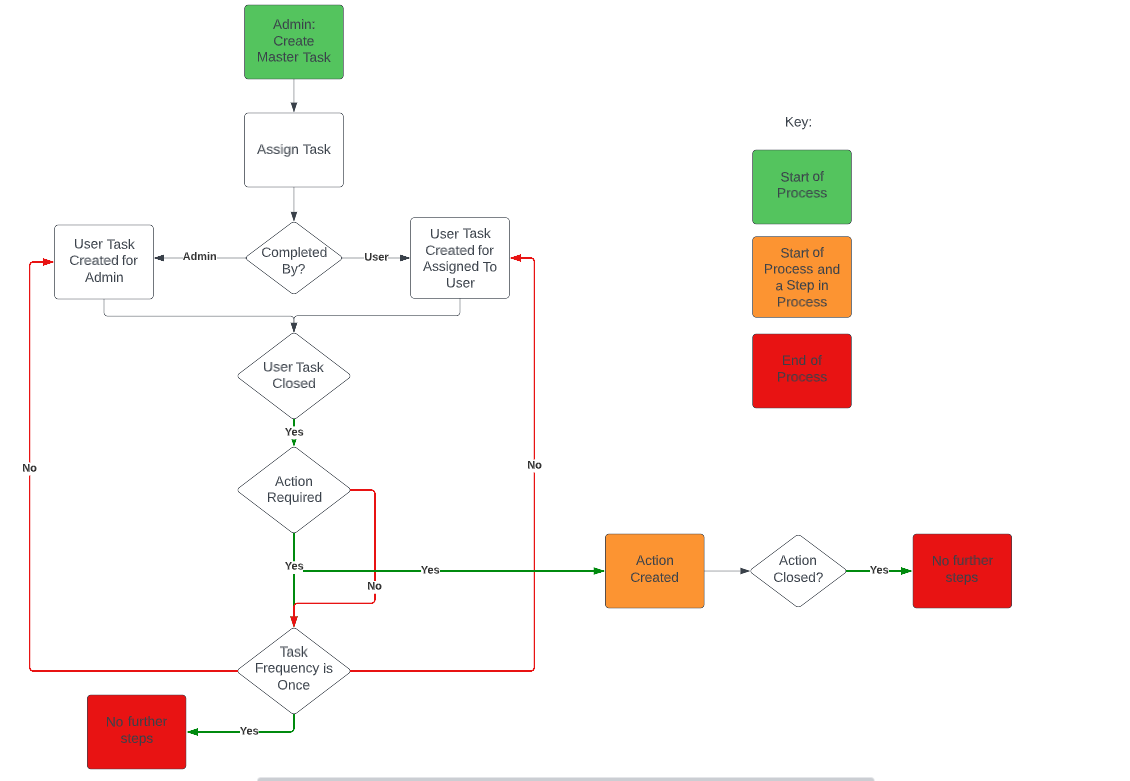 Admin:
Create
Master Task
Assign Task
Key:
Start of
Process
User Task
Created for
Admin
Admin
Completed
By?
User
User Task
Created for
Assigned To
User
Start of
Process and
a Step in
Process
User Task
Closed
End of
Process
Yes
No
Action
Required
No
Yes
Yes
No
Action
Created
Action
Closed?
Yes
No further
steps
Task
Frequency is
Once
No further
steps
Yes